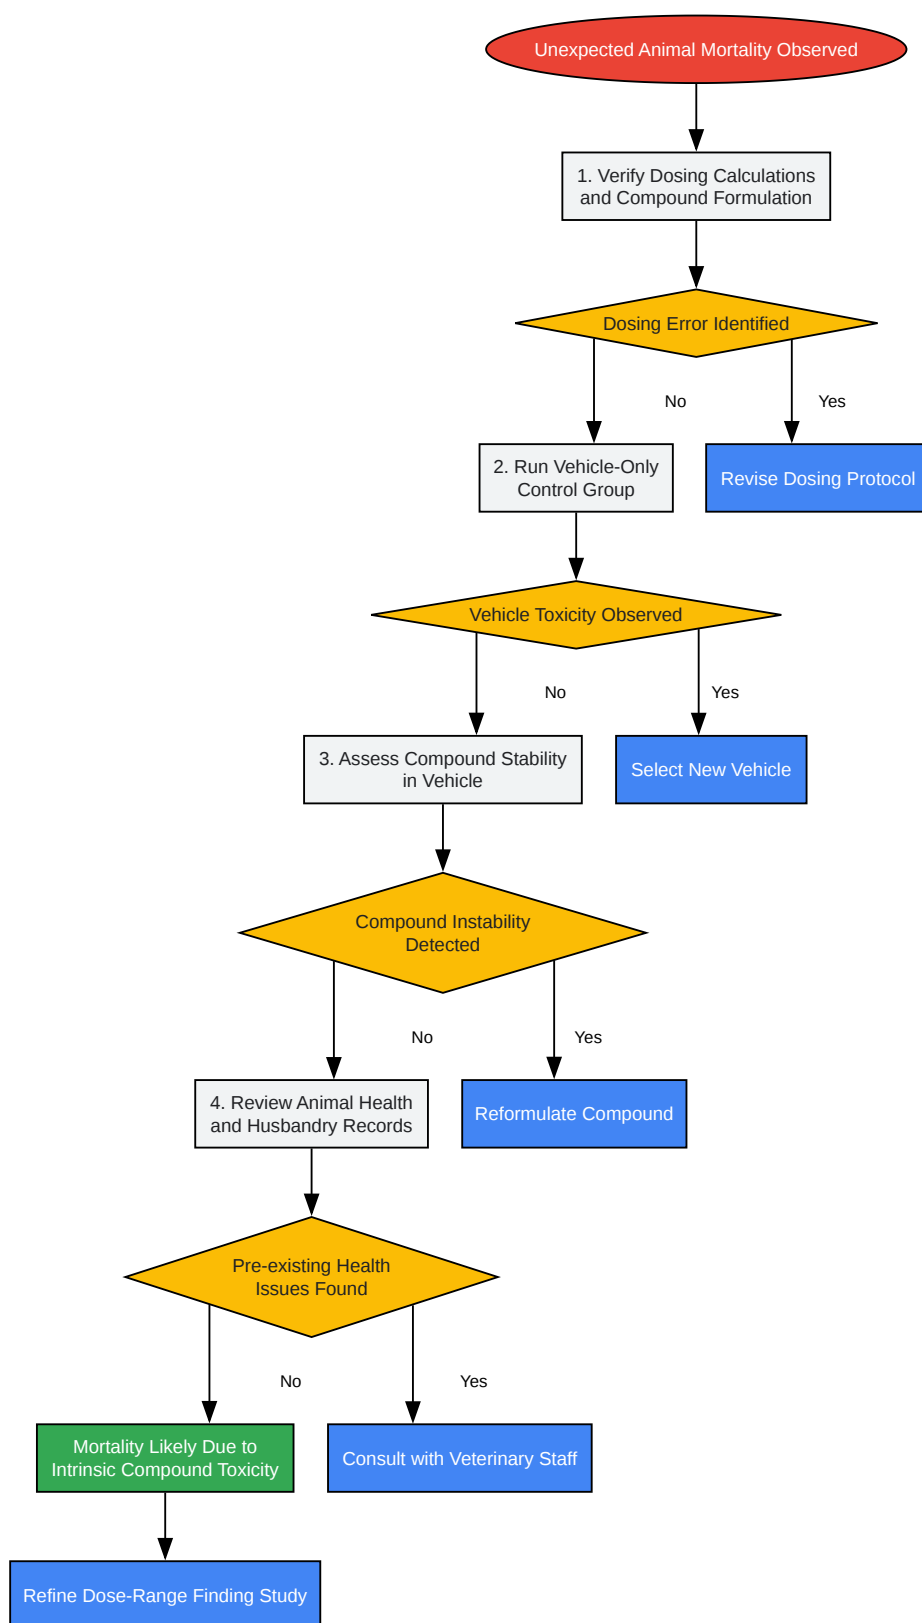 Unexpected Animal Mortality Observed
1. Verify Dosing Calculations
and Compound Formulation
Dosing Error Identified
No
Yes
2. Run Vehicle-Only
Control Group
Revise Dosing Protocol
Vehicle Toxicity Observed
No
Yes
3. Assess Compound Stability
in Vehicle
Select New Vehicle
Compound Instability
Detected
No
Yes
4. Review Animal Health
and Husbandry Records
Reformulate Compound
Pre-existing Health
Issues Found
No
Yes
Mortality Likely Due to
Intrinsic Compound Toxicity
Consult with Veterinary Staff
Refine Dose-Range Finding Study